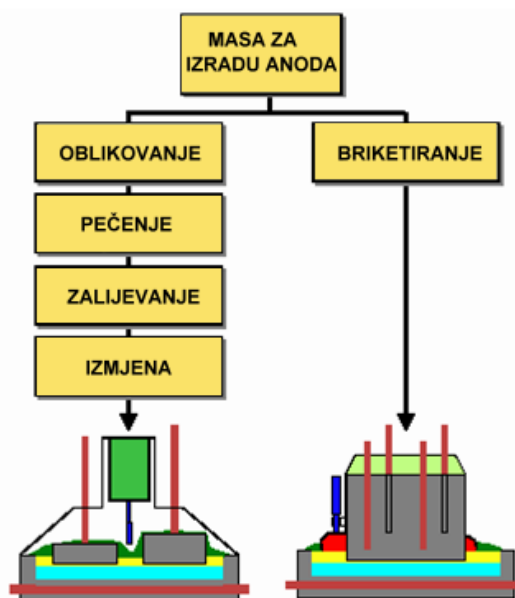 MASA ZA
IZRADU ANODA
OBLIKOVANJE
BRIKETIRANJE
PEČENJE
ZALIJEVANJE
IZMJENA